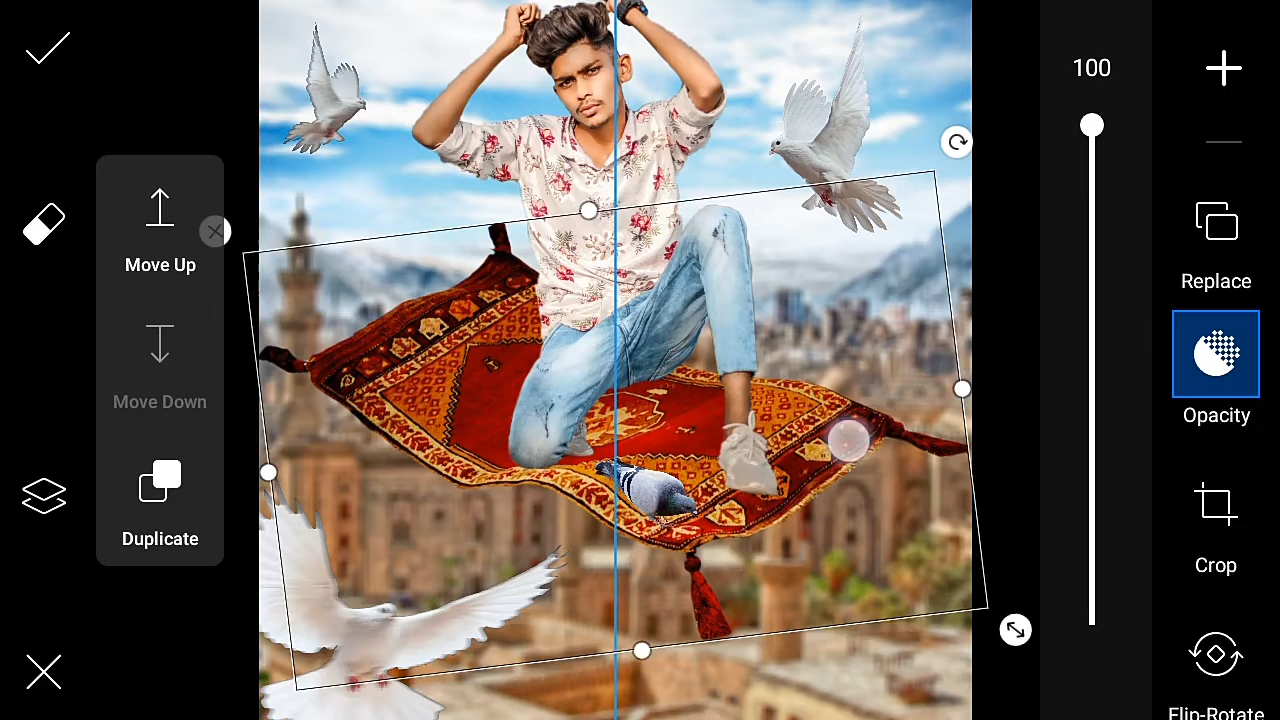 100
Move Up
Move Down
Duplicate
Replace
Opacity
Crop
Flip-Rotate